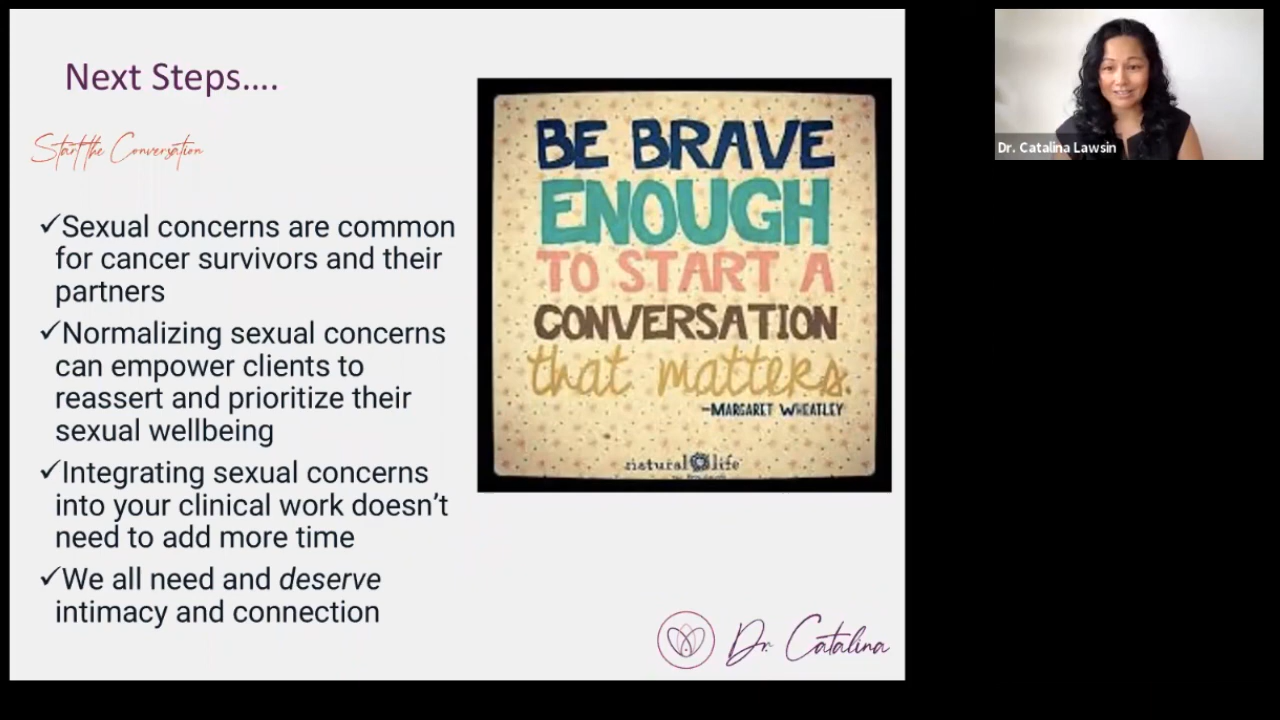 Next Steps....
Start the Conversation
✓Sexual concerns are common
for cancer survivors and their
partners
✓Normalizing sexual concerns
can empower clients to
reassert and prioritize their
sexual wellbeing
✓Integrating sexual concerns
into your clinical work doesn't
need to add more time
✓We all need and deserve
intimacy and connection
BE BRAVE
ENOUGH
TO START A
CONVERSATION
that matters.
-MARGARET WHEATLEY
natural life
Dr. Catalina
Dr. Catalina Lawsin